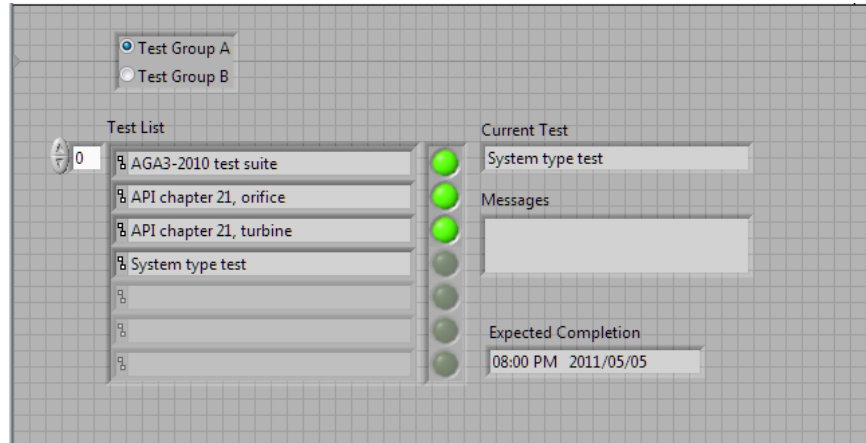 Test Group A
Test Group B
Test List
0
AGA3-2010 test suite
API chapter 21, orifice
API chapter 21, turbine
System type test
Current Test
System type test
Messages
Expected Completion
08:00 PM 2011/05/05